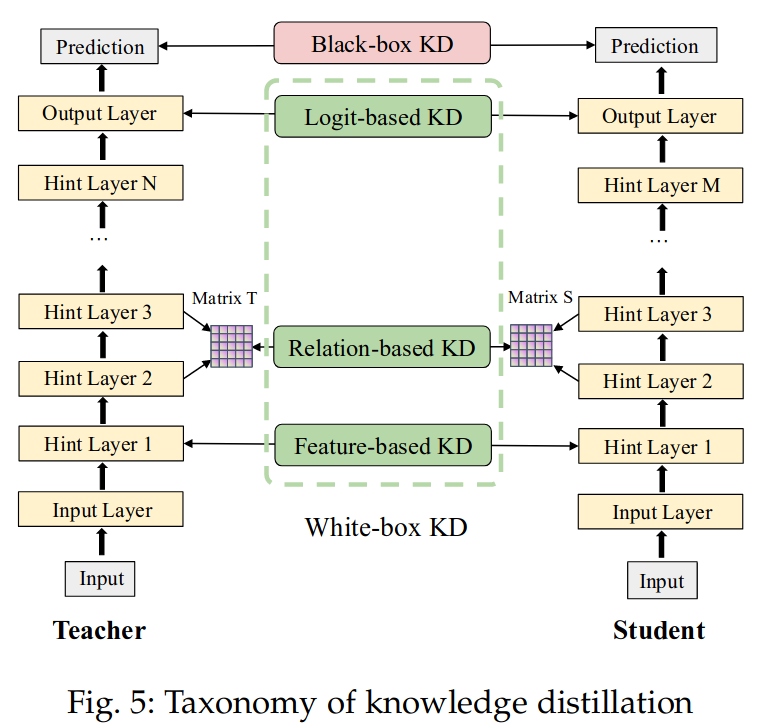 Prediction
Black-box KD
Prediction
Output Layer
Logit-based KD
Output Layer
Hint Layer N
Hint Layer M
...
...
Matrix T
Matrix S
Hint Layer 3
Hint Layer 3
Relation-based KD
Hint Layer 2
Hint Layer 2
Hint Layer 1
Feature-based KD
Hint Layer 1
Input Layer
White-box KD
Input Layer
Input
Input
Teacher
Student
Fig. 5: Taxonomy of knowledge distillation